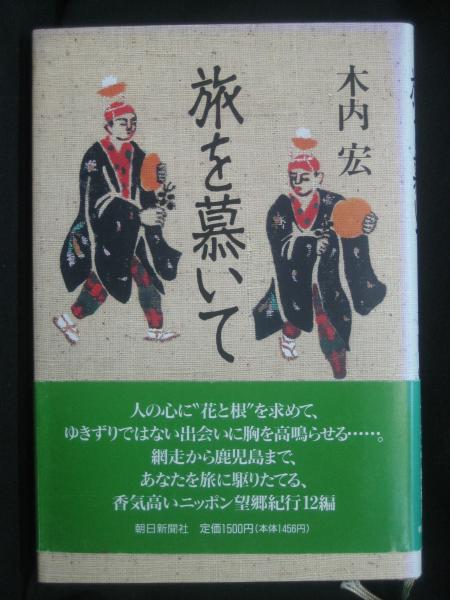 木内 宏
旅を慕いて
人の心に“花と根”を求めて、
ゆきずりではない出会いに胸を高鳴らせる……。
網走から鹿児島まで、
あなたを旅に駆りたてる、
香気高いニッポン望郷紀行12編
朝日新聞社 定価1500円(本体1456円)